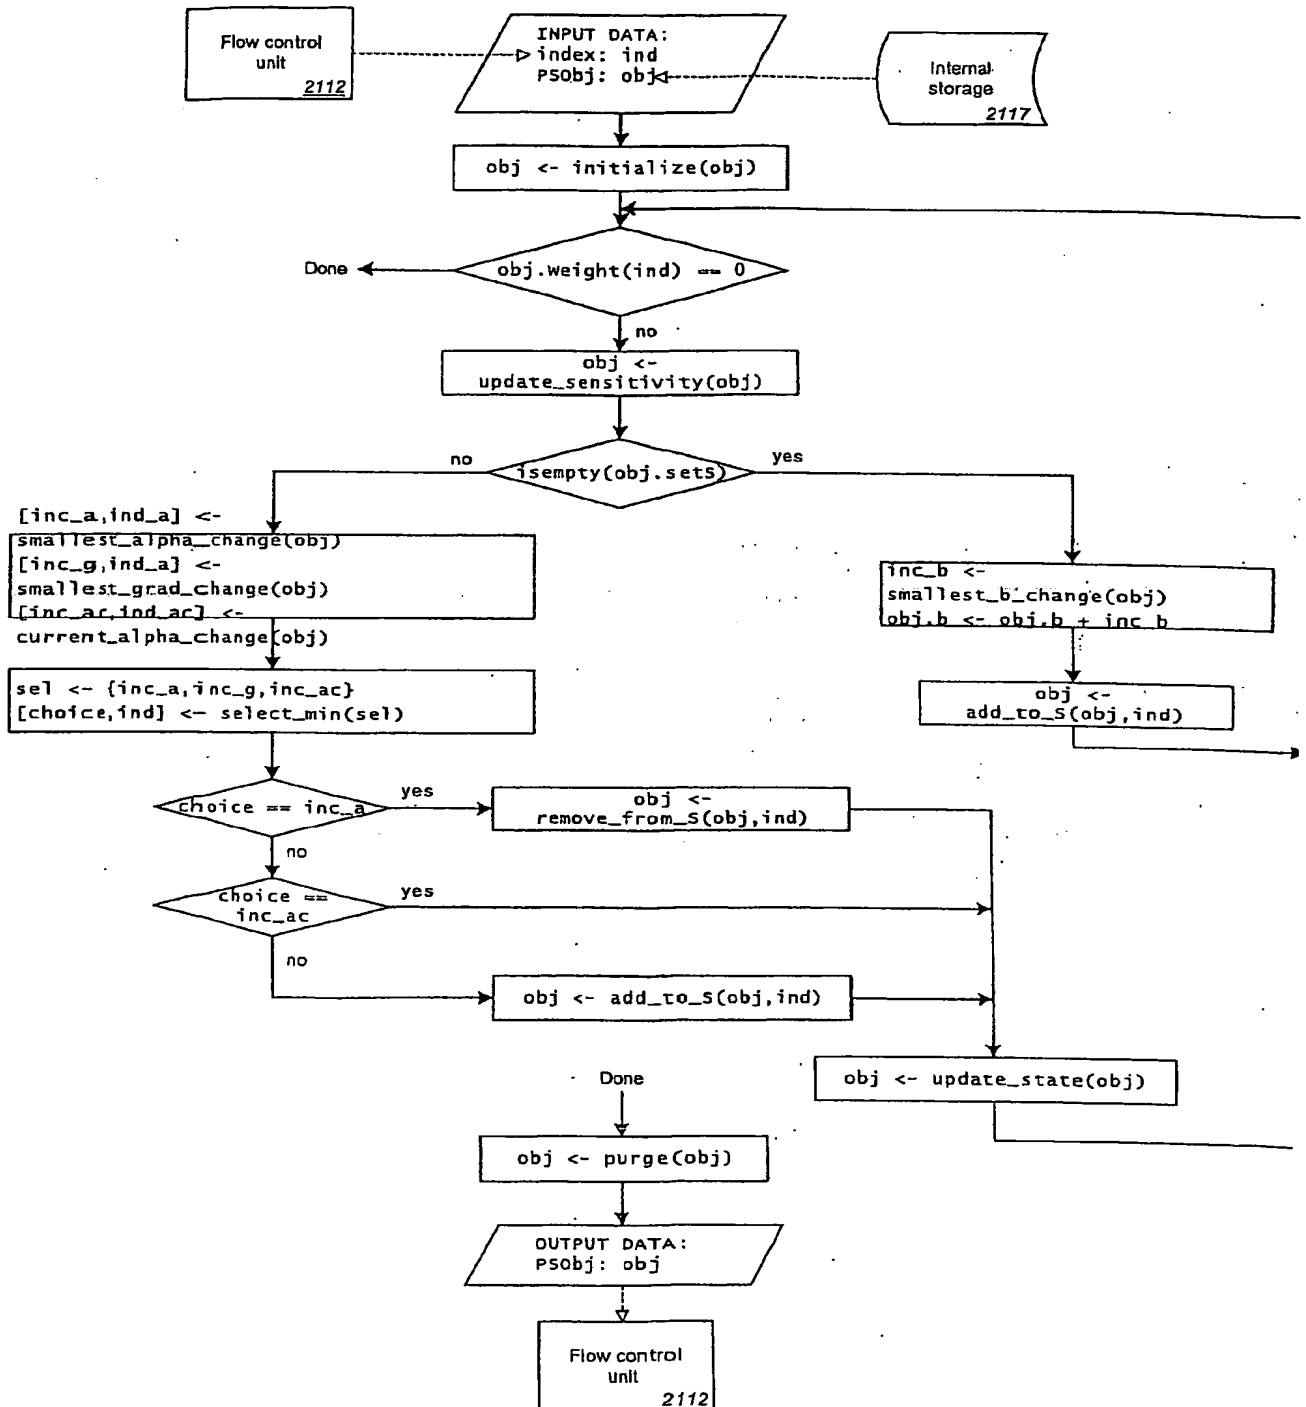 Flow control
unit
2112
INPUT DATA:
index: ind
PSObj: obj
Internal
storage
2117
obj <- initialize(obj)
Done
obj.weight(ind) == 0
no
obj <-
update_sensitivity(obj)
no
isempty(obj.setS)
yes
[inc_a,ind_a] <-
smallest_alpha_change(obj)
[inc_g,ind_a] <-
smallest_grad_change(obj)
[inc_ac,ind_ac] <-
current_alpha_change(obj)
inc_b <-
smallest_b_change(obj)
obj.b <- obj.b + inc_b
sel <- {inc_a,inc_g,inc_ac}
[choice,ind] <- select_min(sel)
obj <-
add_to_S(obj,ind)
choice == inc_a
yes
obj <-
remove_from_S(obj,ind)
no
choice ==
inc_ac
yes
no
obj <- add_to_S(obj,ind)
obj <- update_state(obj)
Done
obj <- purge(obj)
OUTPUT DATA:
PSObj: obj
Flow control
unit
2112